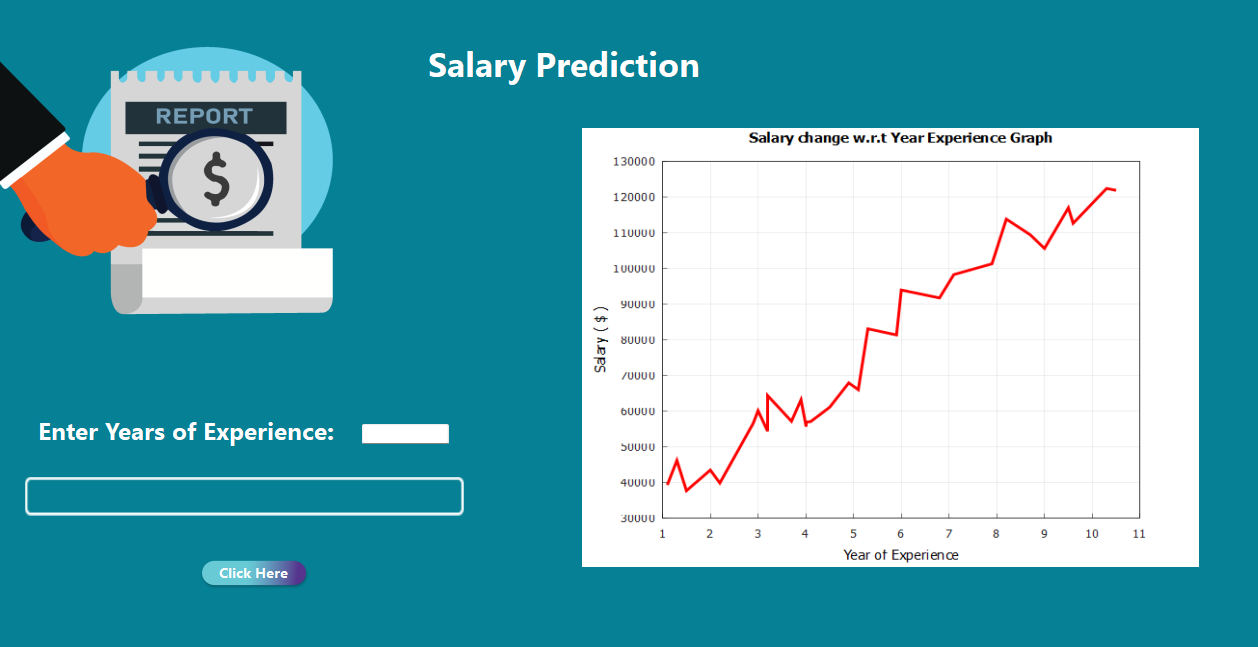 Salary Prediction
REPORT
$
Enter Years of Experience:
Click Here
Salary change w.r.t Year Experience Graph
Salary ( $ )
130000
120000
110000
100000
90000
80000
70000
60000
50000
40000
30000
1 2 3 4 5 6 7 8 9 10 11
Year of Experience